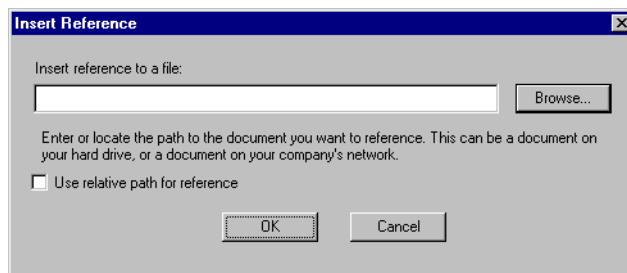 Insert Reference
Insert reference to a file:
Browse...
Enter or locate the path to the document you want to reference. This can be a document on
your hard drive, or a document on your company's network.
Use relative path for reference
OK
Cancel